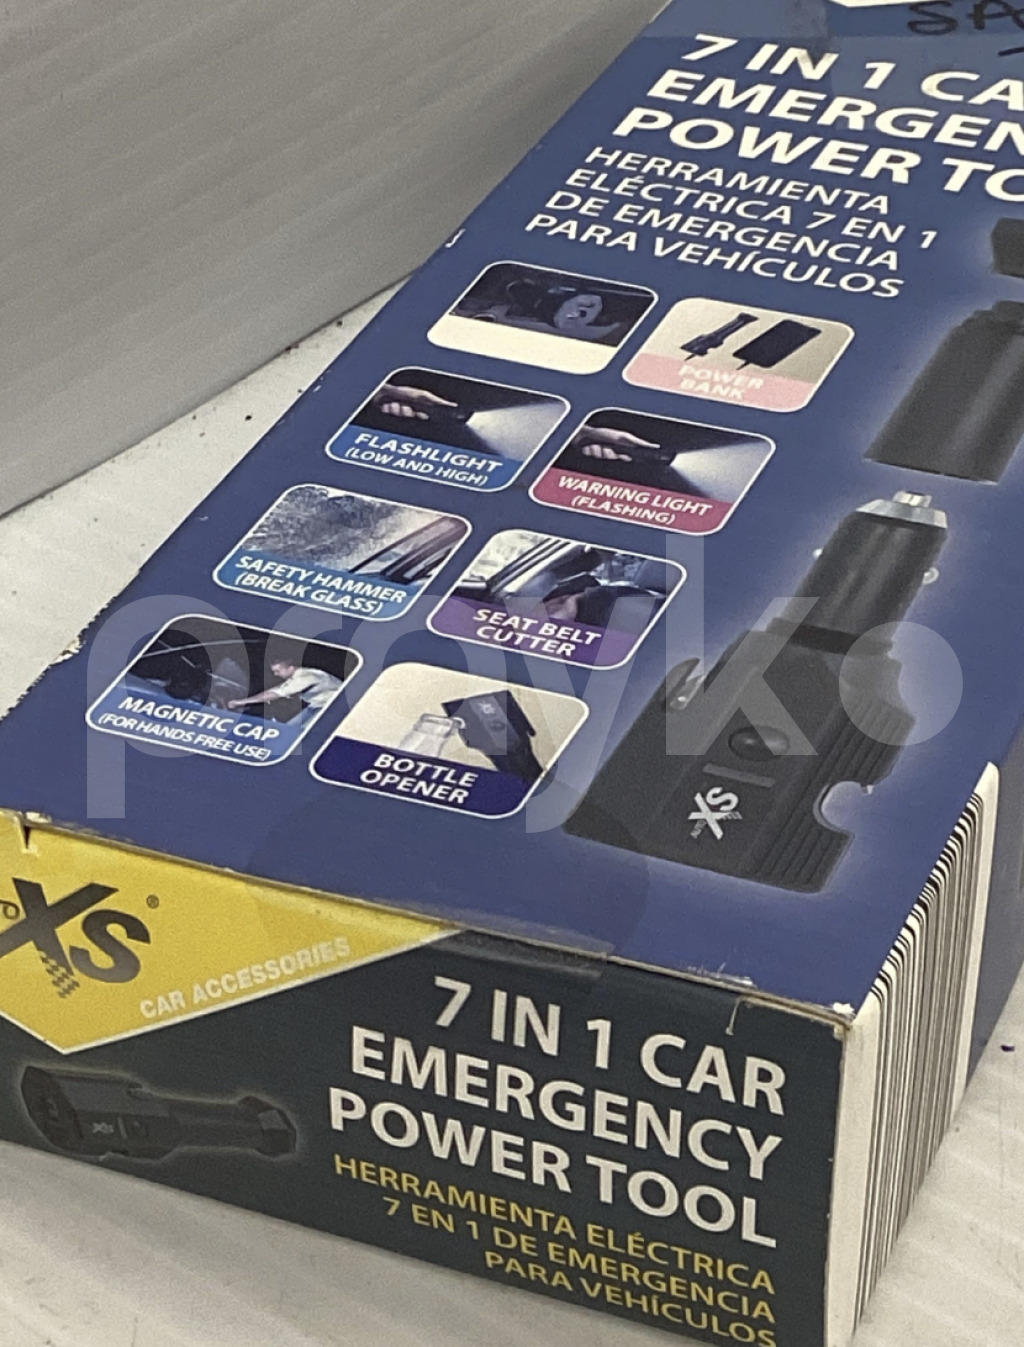 SA
7 IN 1 CA
EMERGEN
POWER TO
HERRAMIENTA
ELÉCTRICA 7 EN 1
DE EMERGENCIA
PARA VEHÍCULOS
POWER
BANK
FLASHLIGHT
(LOW AND HIGH)
WARNING LIGHT
(FLASHING)
SAFETY HAMMER
(BREAK GLASS)
SEAT BELT
CUTTER
MAGNETIC CAP
(FOR HANDS FREE USE)
BOTTLE
OPENER
XS
XS®
CAR ACCESSORIES
7 IN 1 CAR
EMERGENCY
POWER TOOL
HERRAMIENTA ELÉCTRICA
7 EN 1 DE EMERGENCIA
PARA VEHÍCULOS
XS
proyko